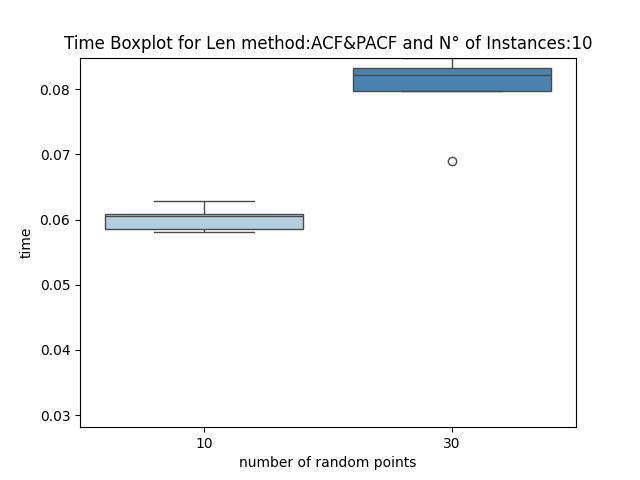 Time Boxplot for Len method:ACF&PACF and N° of Instances:10
0.08
0.07
0.06
0.05
0.04
0.03
time
10
30
number of random points